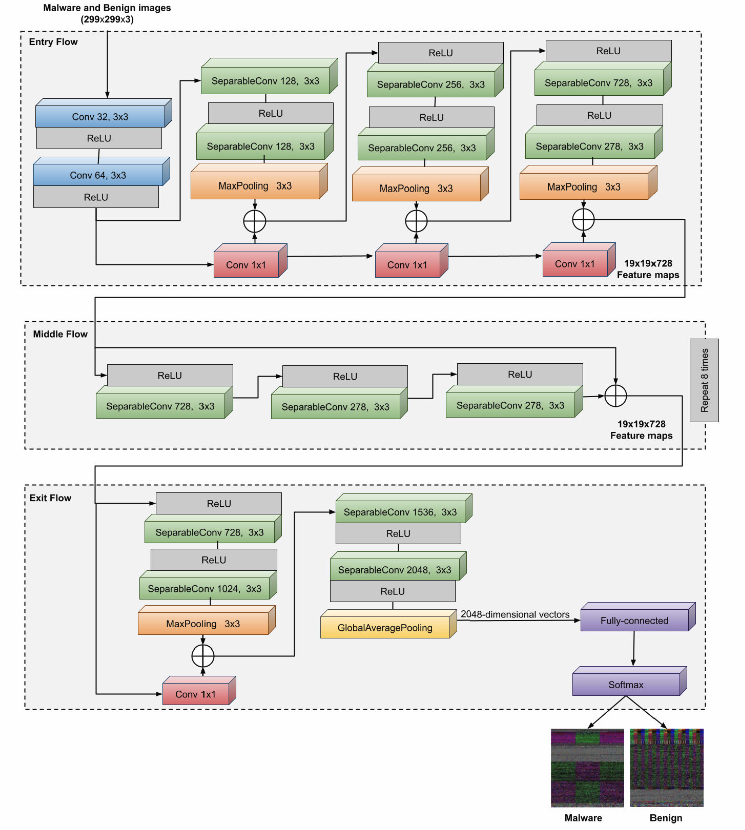 Malware and Benign images
(299x299x3)
Entry Flow
Conv 32, 3x3
ReLU
Conv 64, 3x3
ReLU
SeparableConv 128, 3x3
ReLU
SeparableConv 128, 3x3
MaxPooling 3x3
Conv 1x1
ReLU
SeparableConv 256, 3x3
ReLU
SeparableConv 256, 3x3
MaxPooling 3x3
Conv 1x1
ReLU
SeparableConv 728, 3x3
ReLU
SeparableConv 278, 3x3
MaxPooling 3x3
Conv 1x1
19x19x728
Feature maps
Middle Flow
ReLU
SeparableConv 728, 3x3
ReLU
SeparableConv 278, 3x3
ReLU
SeparableConv 278, 3x3
19x19x728
Feature maps
Repeat 8 times
Exit Flow
ReLU
SeparableConv 728, 3x3
ReLU
SeparableConv 1024, 3x3
MaxPooling 3x3
Conv 1x1
SeparableConv 1536, 3x3
ReLU
SeparableConv 2048, 3x3
ReLU
GlobalAveragePooling
2048-dimensional vectors
Fully-connected
Softmax
Malware
Benign